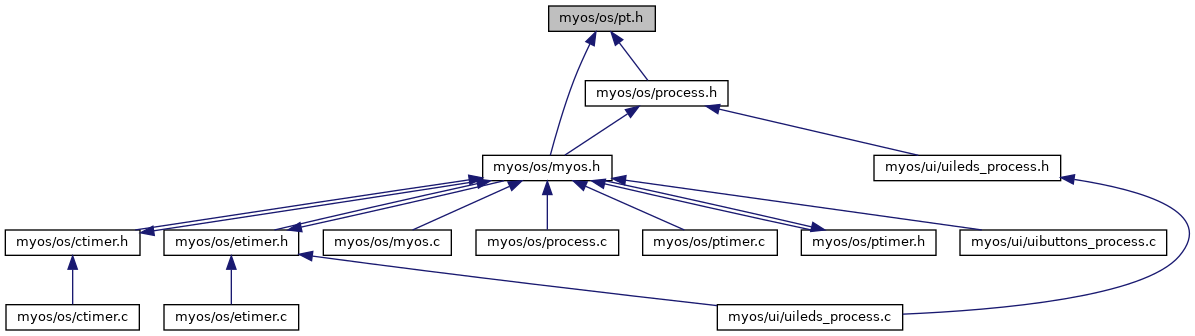 myos/os/pt.h
myos/os/process.h
myos/os/myos.h
myos/ui/uileds_process.h
myos/os/ctimer.h
myos/os/etimer.h
myos/os/myos.c
myos/os/process.c
myos/os/ptimer.c
myos/os/ptimer.h
myos/ui/uibuttons_process.c
myos/os/ctimer.c
myos/os/etimer.c
myos/ui/uileds_process.c